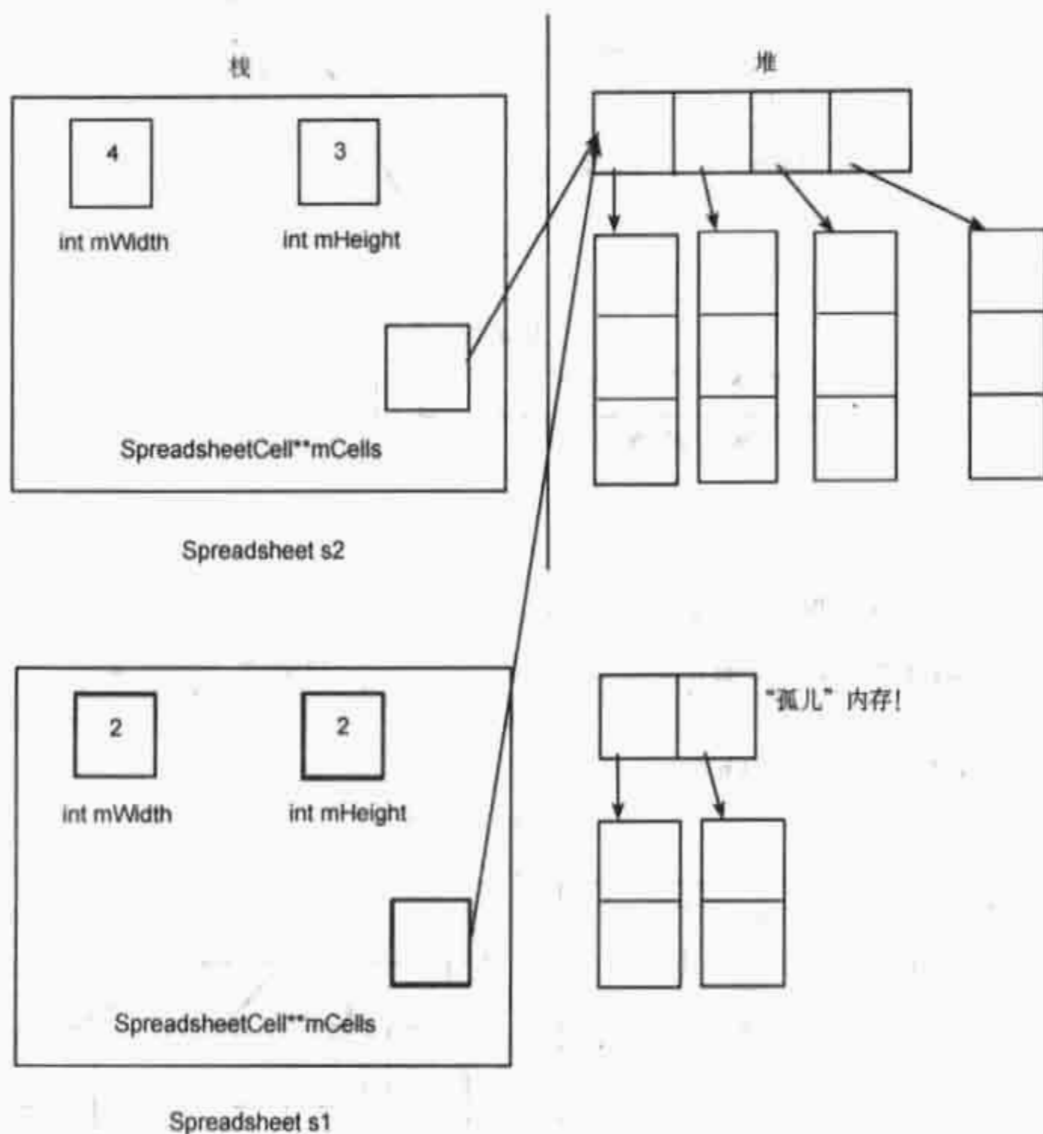 栈
堆
4
3
int mWidth
int mHeight
SpreadsheetCell**mCells
Spreadsheet s2
2
2
"孤儿"内存!
int mWidth
int mHeight
SpreadsheetCell**mCells
Spreadsheet s1